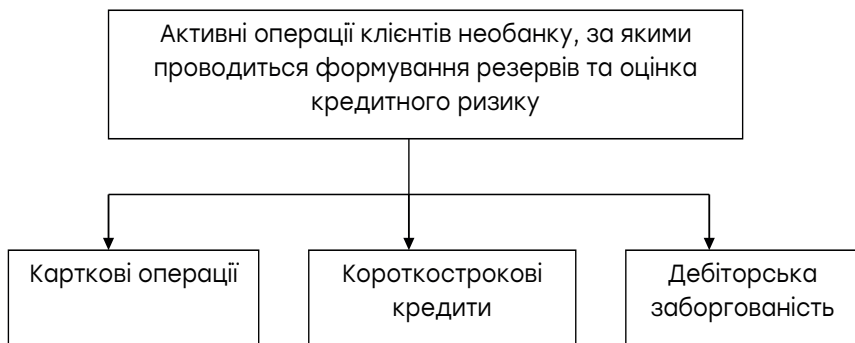 Активні операції клієнтів необанку, за якими
проводиться формування резервів та оцінка
кредитного ризику
Карткові операції
Короткострокові
кредити
Дебіторська
заборгованість